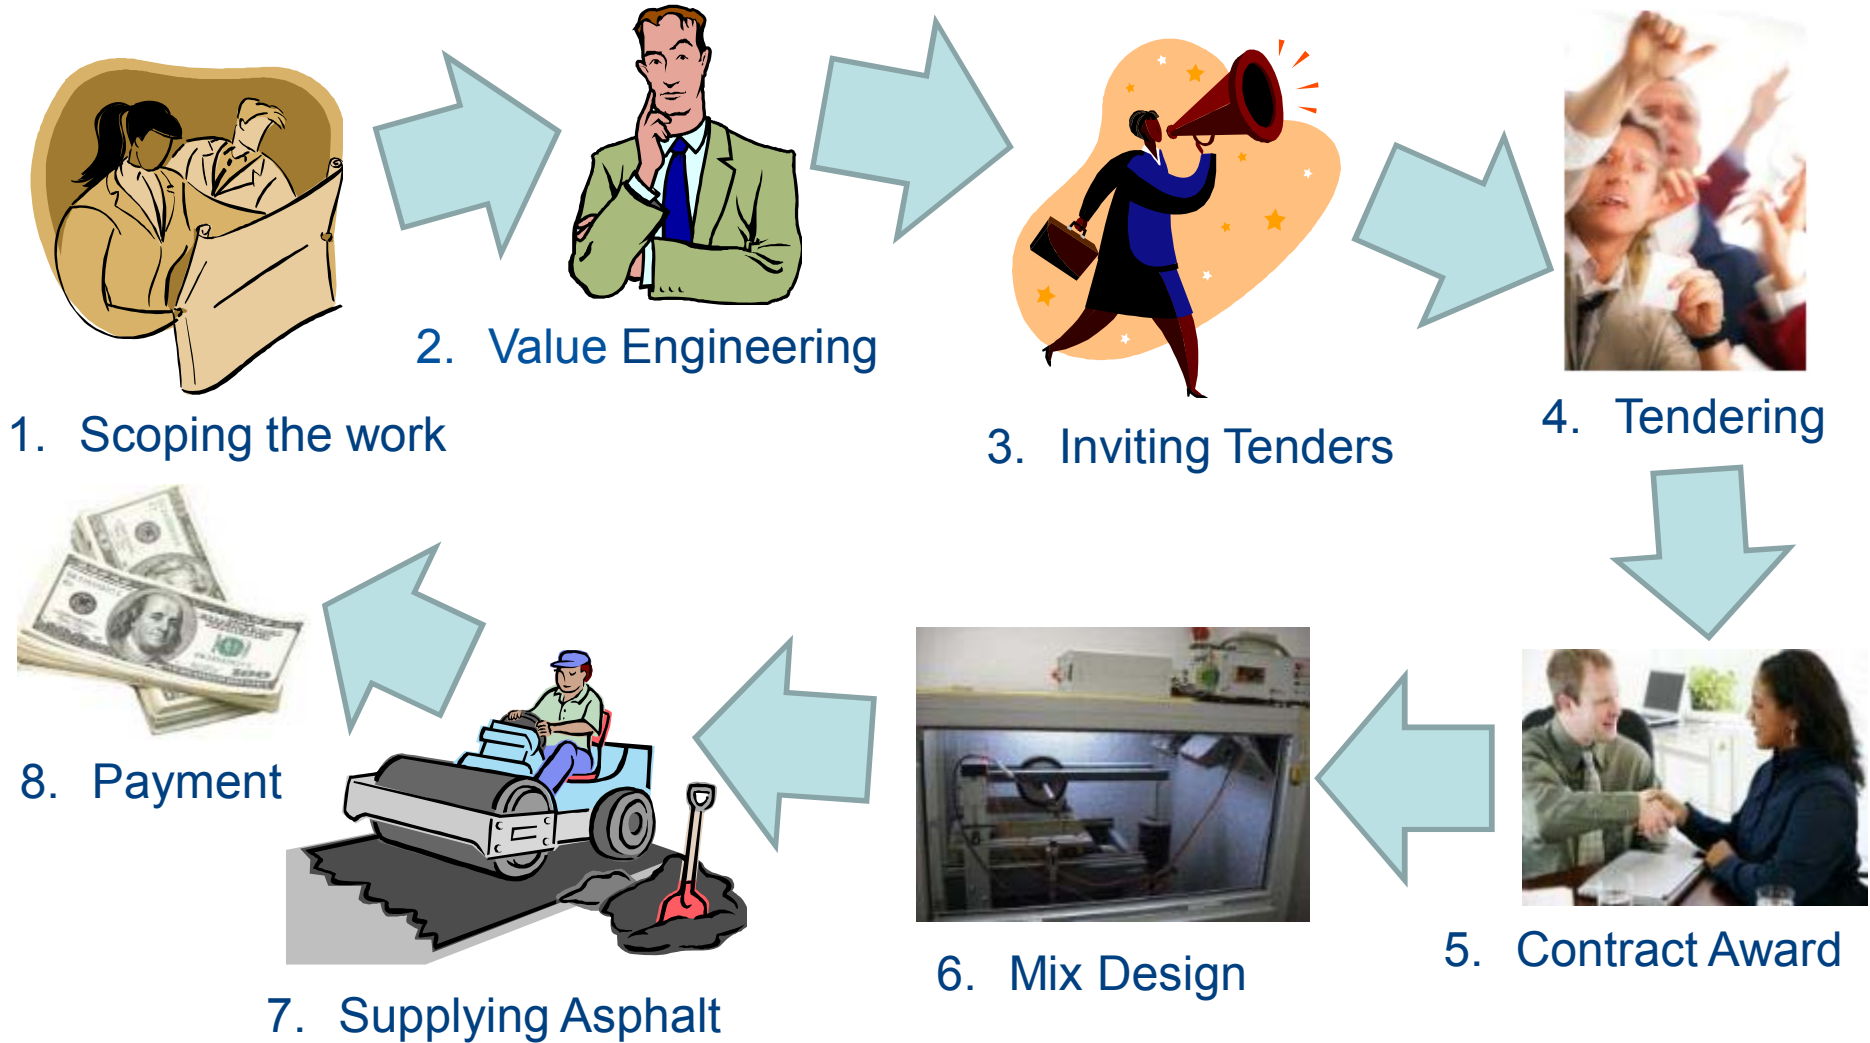 1. Scoping the work
2. Value Engineering
3. Inviting Tenders
4. Tendering
5. Contract Award
6. Mix Design
7. Supplying Asphalt
8. Payment